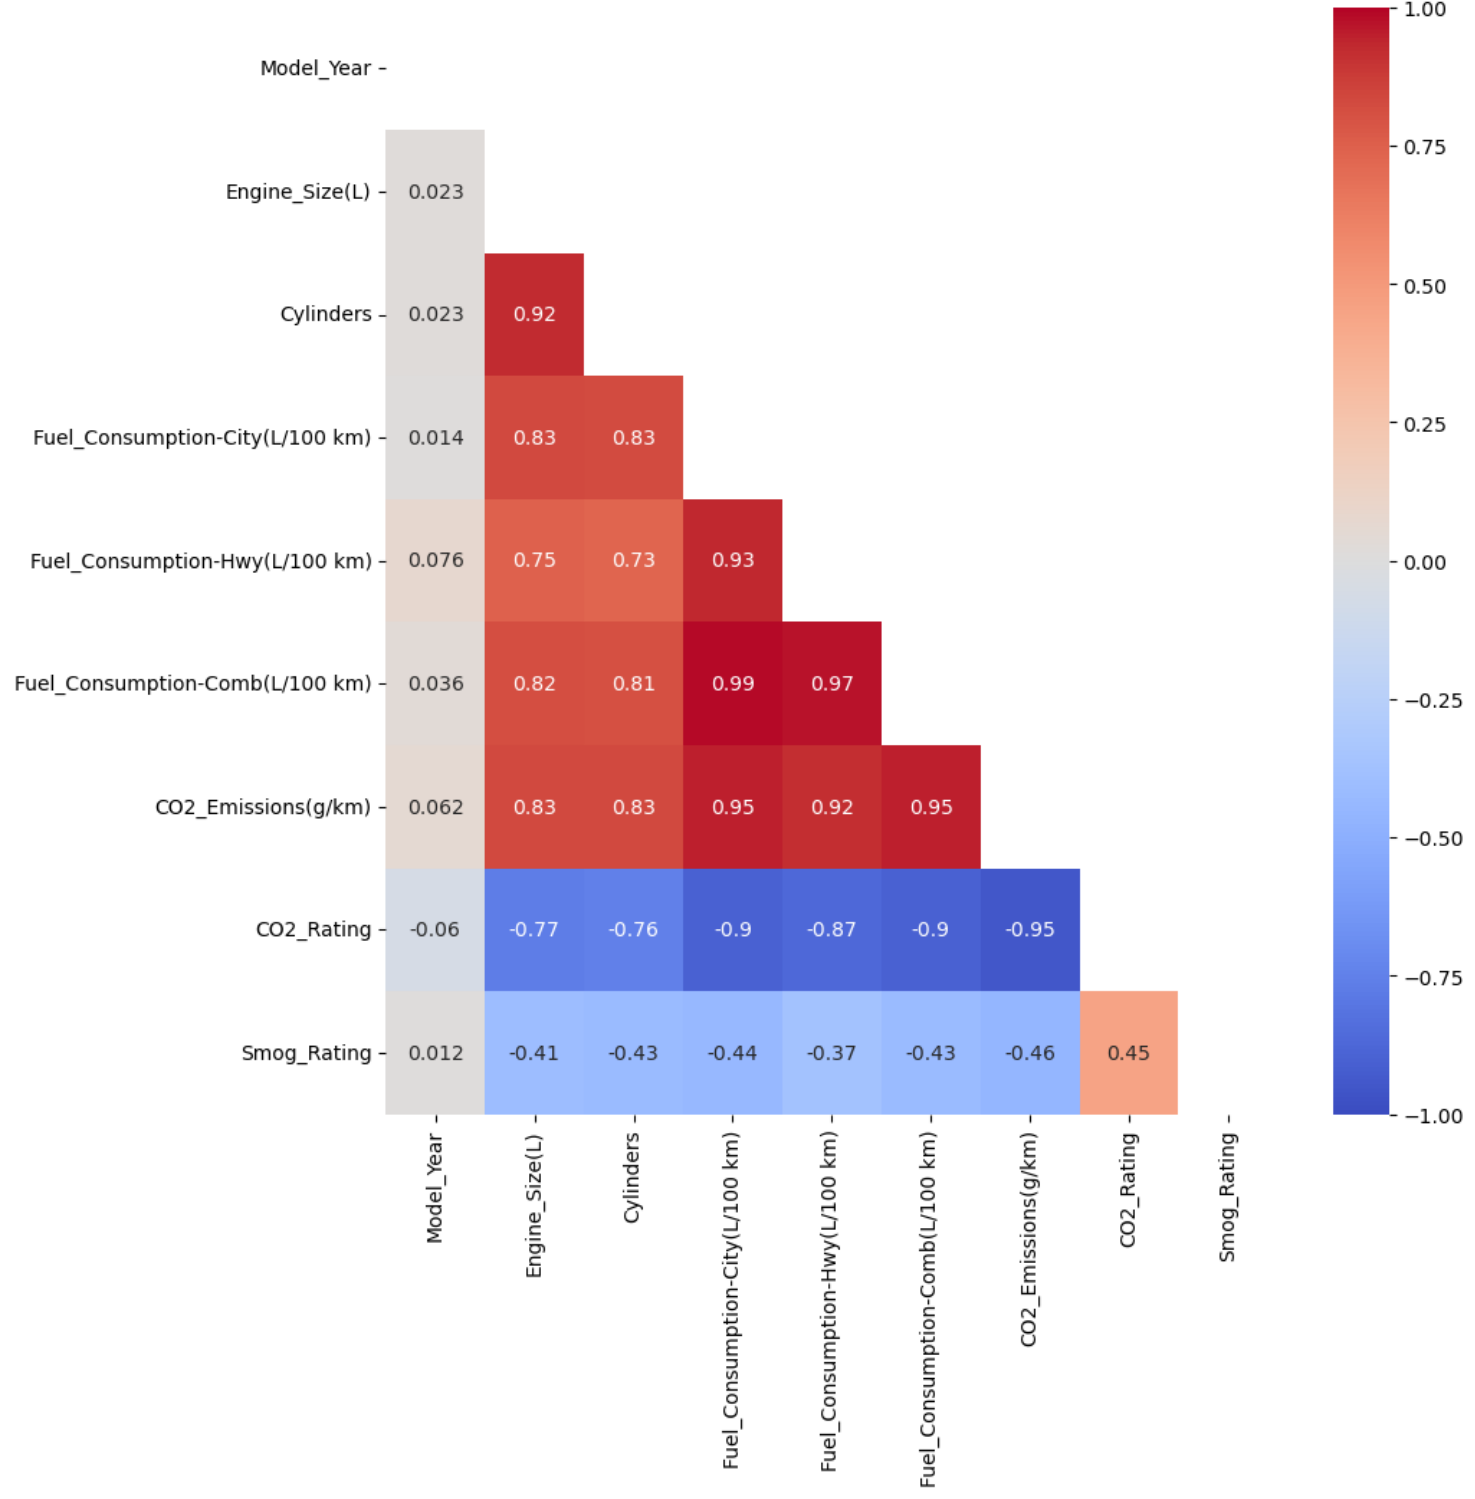 Model_Year
Engine_Size(L) 0.023
Cylinders 0.023 0.92
Fuel_Consumption-City(L/100 km) 0.014 0.83 0.83
Fuel_Consumption-Hwy(L/100 km) 0.076 0.75 0.73 0.93
Fuel_Consumption-Comb(L/100 km) 0.036 0.82 0.81 0.99 0.97
CO2_Emissions(g/km) 0.062 0.83 0.83 0.95 0.92 0.95
CO2_Rating -0.06 -0.77 -0.76 -0.9 -0.87 -0.9 -0.95
Smog_Rating 0.012 -0.41 -0.43 -0.44 -0.37 -0.43 -0.46 0.45
Model_Year
Engine_Size(L)
Cylinders
Fuel_Consumption-City(L/100 km)
Fuel_Consumption-Hwy(L/100 km)
Fuel_Consumption-Comb(L/100 km)
CO2_Emissions(g/km)
CO2_Rating
Smog_Rating
1.00
0.75
0.50
0.25
0.00
−0.25
−0.50
−0.75
−1.00